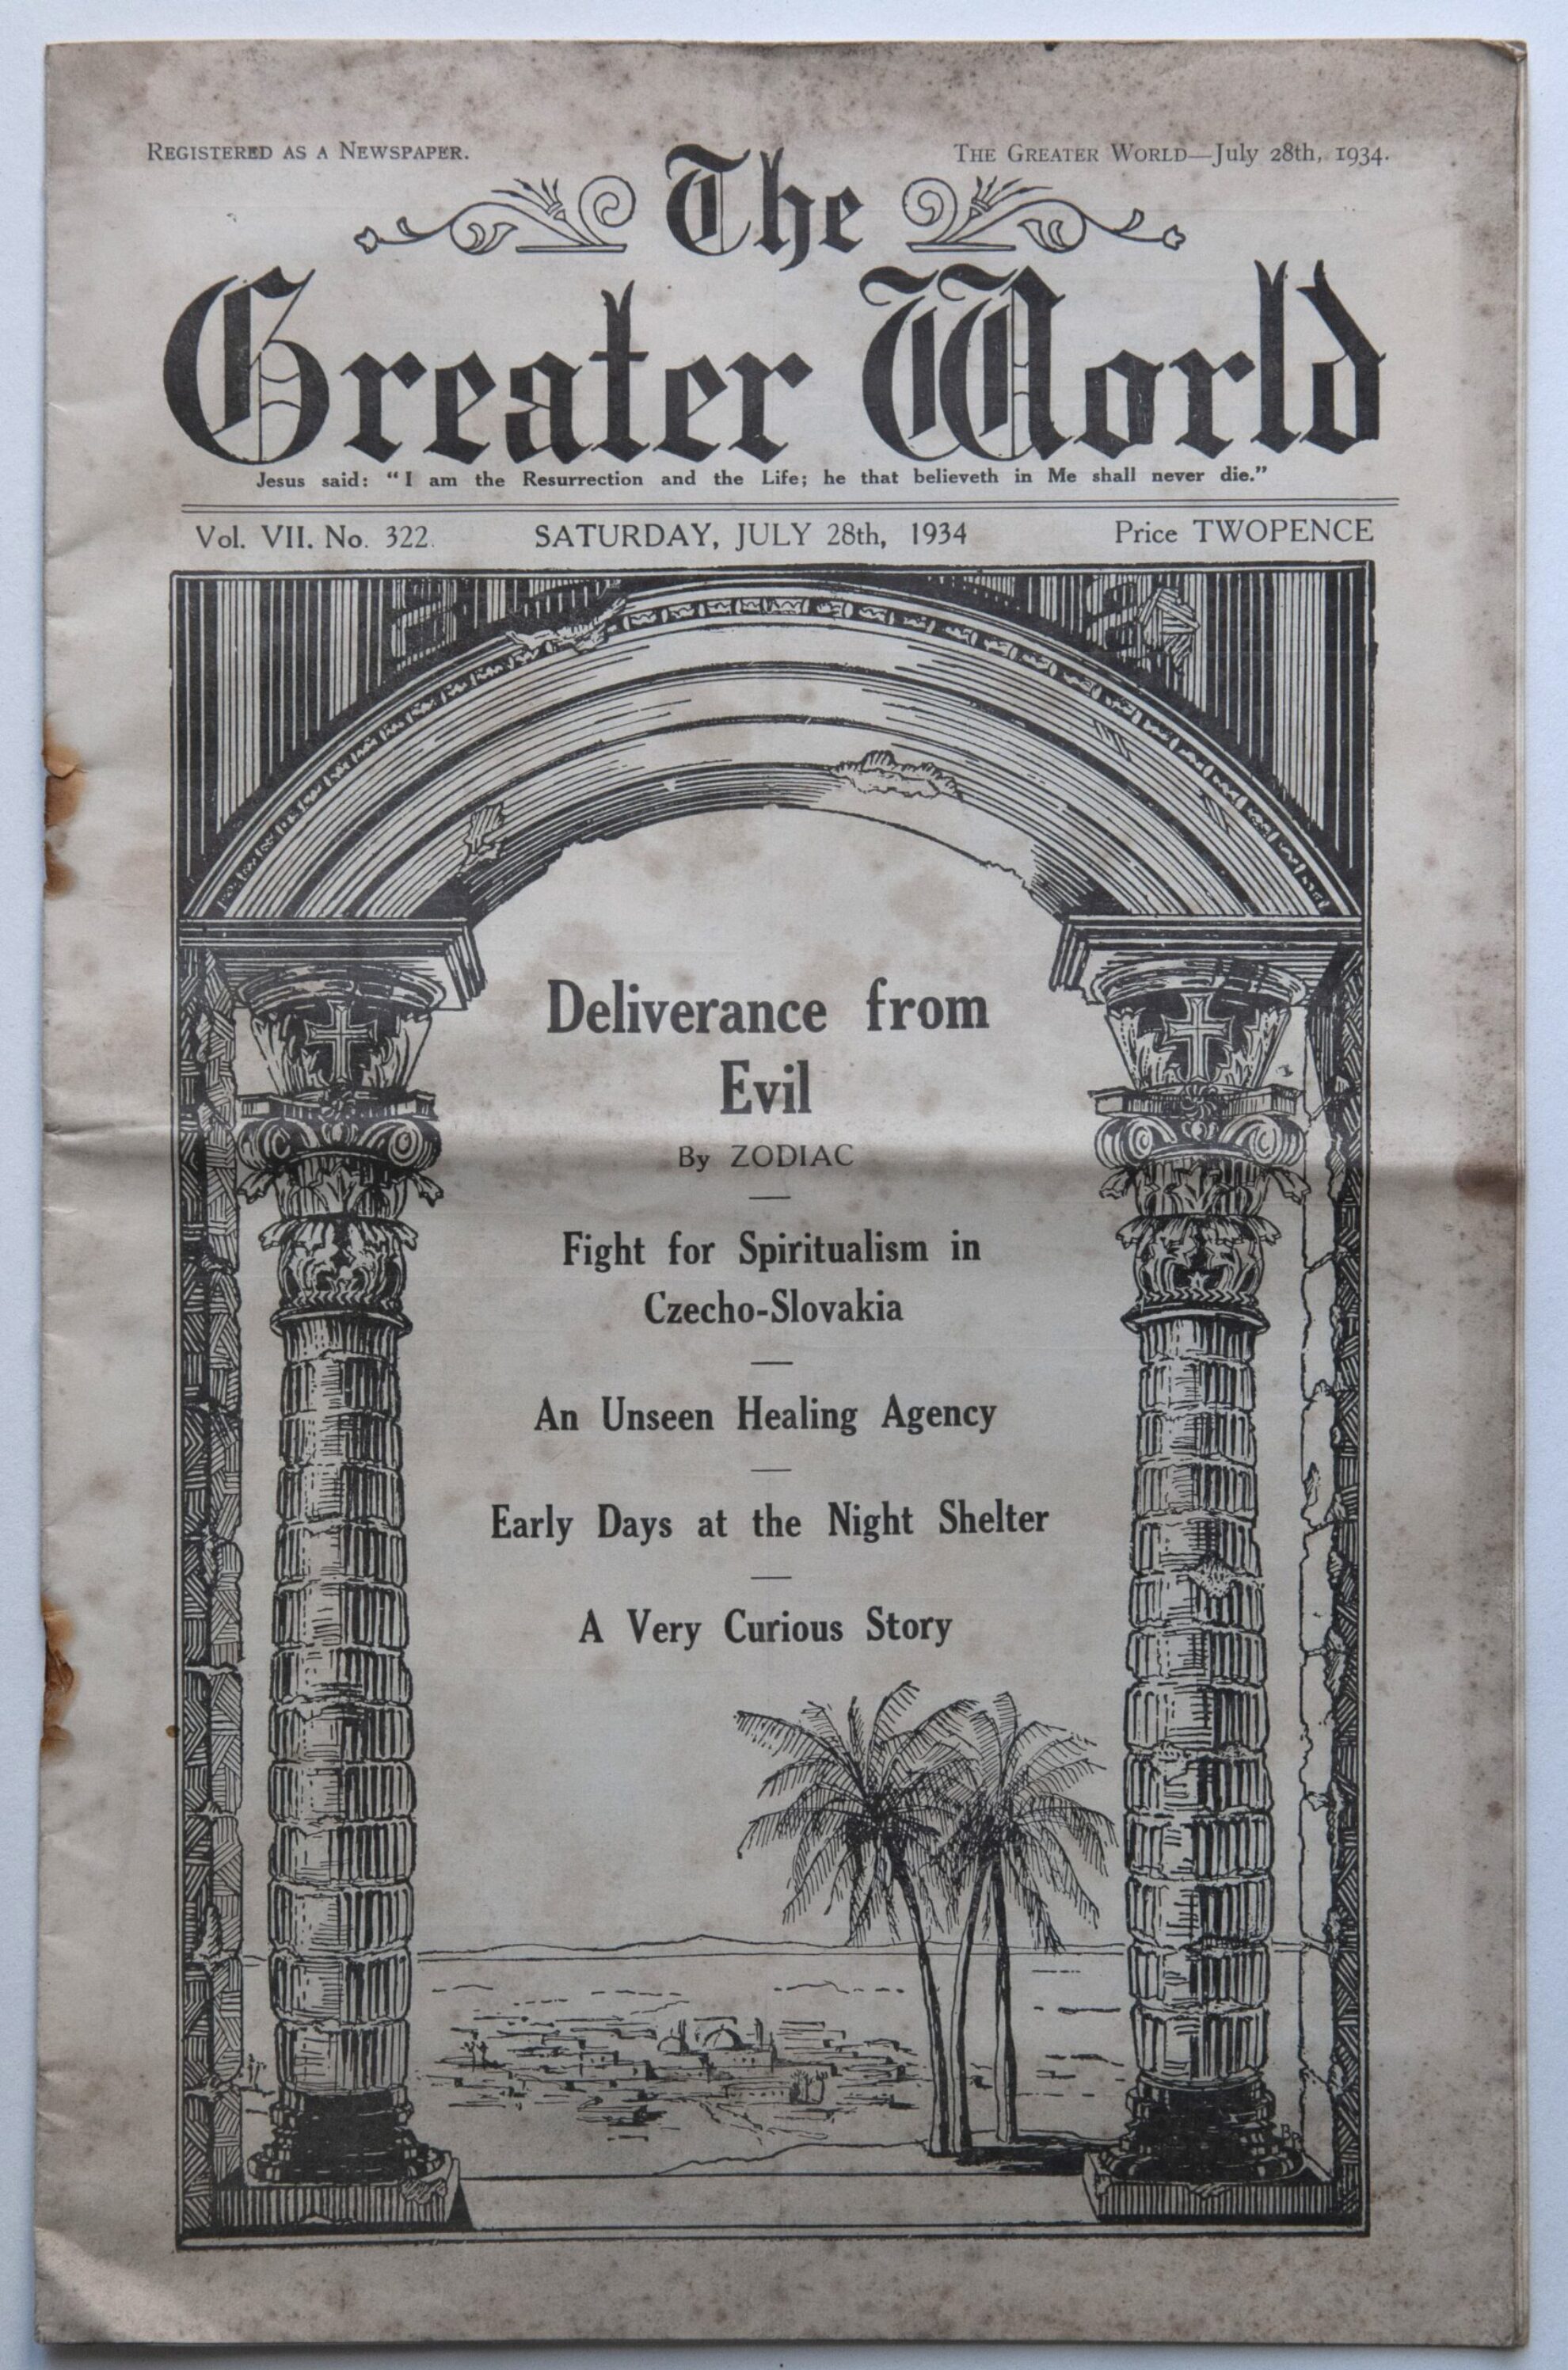 REGISTERED AS A NEWSPAPER.
THE GREATER WORLD—July 28th, 1934.
The
Greater World
Jesus said: "I am the Resurrection and the Life; he that believeth in Me shall never die."
Vol. VII. No. 322. SATURDAY, JULY 28th, 1934 Price TWOPENCE
Deliverance from
Evil
By ZODIAC
Fight for Spiritualism in
Czecho-Slovakia
An Unseen Healing Agency
Early Days at the Night Shelter
A Very Curious Story